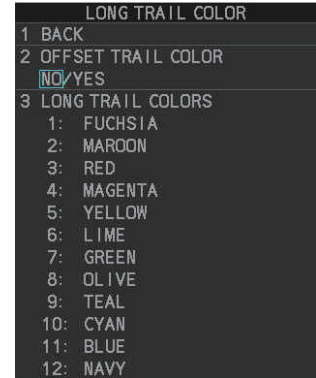 LONG TRAIL COLOR
1 BACK
2 OFFSET TRAIL COLOR
NO/YES
3 LONG TRAIL COLORS
1: FUCHSIA
2: MAROON
3: RED
4: MAGENTA
5: YELLOW
6: LIME
7: GREEN
8: OLIVE
9: TEAL
10: CYAN
11: BLUE
12: NAVY